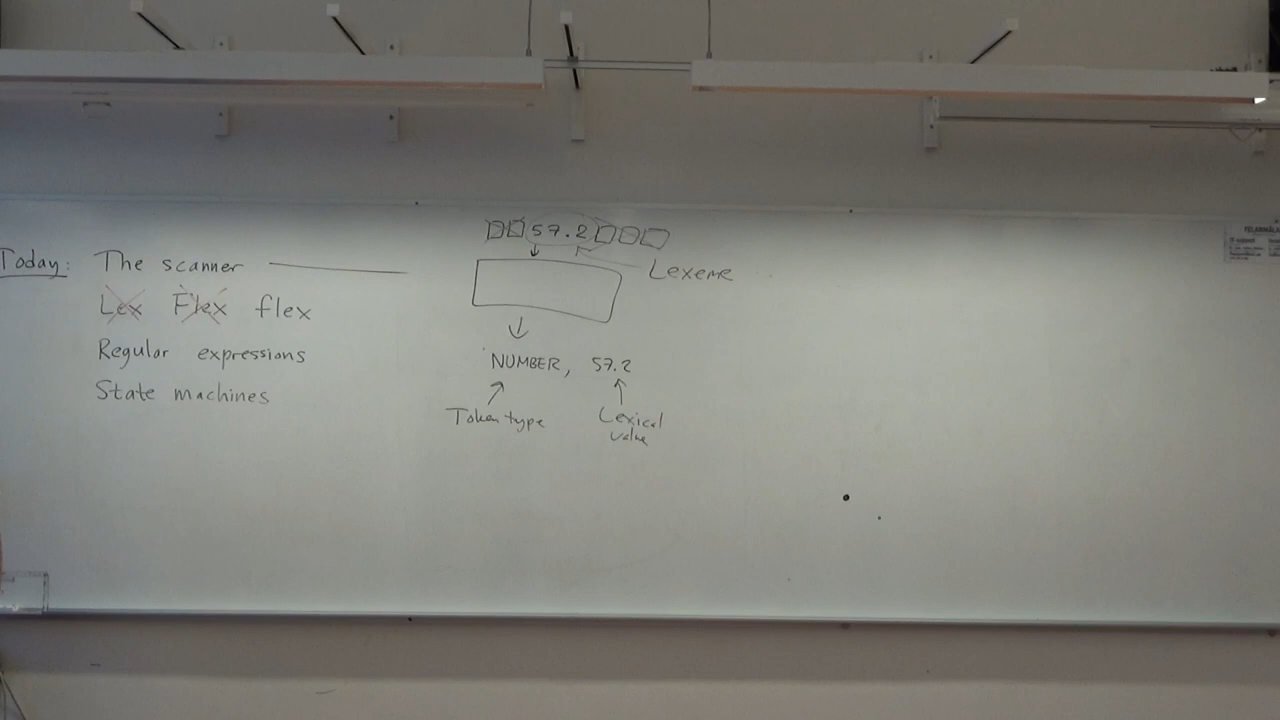 Today: The scanner
Lex Flex flex
Regular expressions
State machines
57.2
Lexeme
NUMBER, 57.2
Token type
Lexical
value